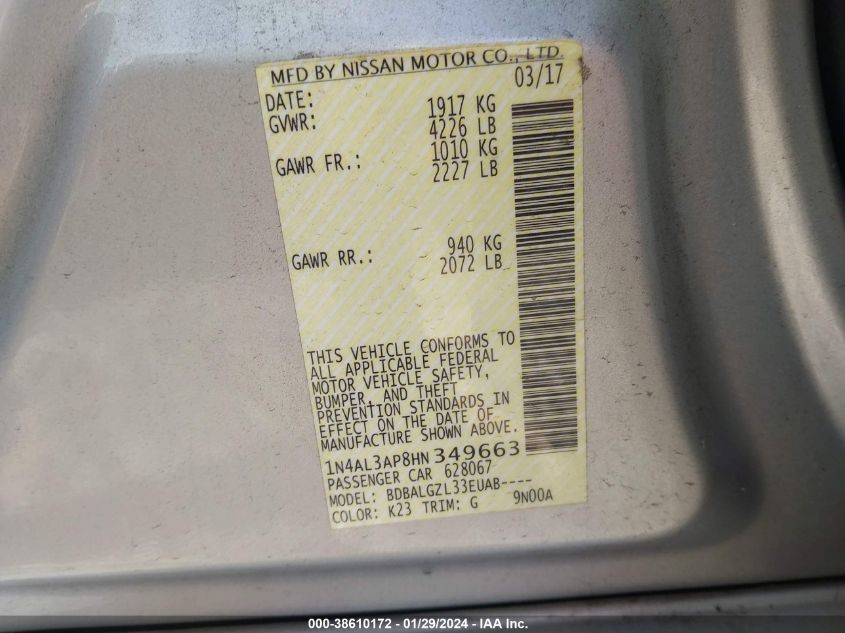 MFD BY NISSAN MOTOR CO., LTD.
DATE: 03/17
GVWR: 1917 KG
4226 LB
GAWR FR.: 1010 KG
2227 LB
GAWR RR.: 940 KG
2072 LB
THIS VEHICLE CONFORMS TO
ALL APPLICABLE FEDERAL
MOTOR VEHICLE SAFETY,
BUMPER, AND THEFT
PREVENTION STANDARDS IN
EFFECT ON THE DATE OF
MANUFACTURE SHOWN ABOVE.
1N4AL3AP8HN349663
PASSENGER CAR 628067
MODEL: BDBALGZL33EUAB----
COLOR: K23 TRIM: G 9N00A
000-38610172 - 01/29/2024 - IAA Inc.